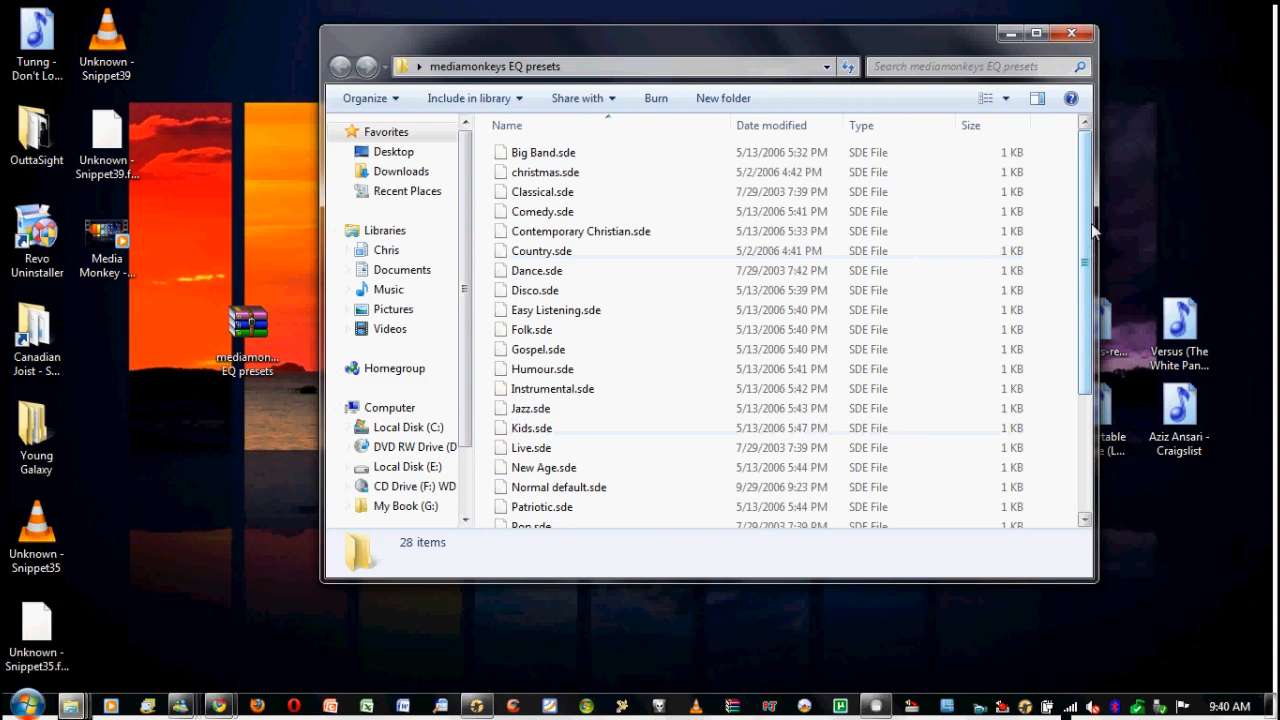 Tunng -
Don't Lo...
Unknown -
Snippet39
OuttaSight
Unknown -
Snippet39.f...
Revo
Uninstaller
Media
Monkey -...
Canadian
Joist - S...
mediamon...
EQ presets
Young
Galaxy
Unknown -
Snippet35
Unknown -
Snippet35.f...
mediamonkeys EQ presets
Search mediamonkeys EQ presets
Organize
Include in library
Share with
Burn
New folder
Favorites
Desktop
Downloads
Recent Places
Libraries
Chris
Documents
Music
Pictures
Videos
Homegroup
Computer
Local Disk (C:)
DVD RW Drive (D
Local Disk (E:)
CD Drive (F:) WD
My Book (G:)
Name Date modified Type Size
Big Band.sde 5/13/2006 5:32 PM SDE File 1 KB
christmas.sde 5/2/2006 4:42 PM SDE File 1 KB
Classical.sde 7/29/2003 7:39 PM SDE File 1 KB
Comedy.sde 5/13/2006 5:41 PM SDE File 1 KB
Contemporary Christian.sde 5/13/2006 5:33 PM SDE File 1 KB
Country.sde 5/2/2006 4:41 PM SDE File 1 KB
Dance.sde 7/29/2003 7:42 PM SDE File 1 KB
Disco.sde 5/13/2006 5:39 PM SDE File 1 KB
Easy Listening.sde 5/13/2006 5:40 PM SDE File 1 KB
Folk.sde 5/13/2006 5:40 PM SDE File 1 KB
Gospel.sde 5/13/2006 5:40 PM SDE File 1 KB
Humour.sde 5/13/2006 5:41 PM SDE File 1 KB
Instrumental.sde 5/13/2006 5:42 PM SDE File 1 KB
Jazz.sde 5/13/2006 5:43 PM SDE File 1 KB
Kids.sde 5/13/2006 5:47 PM SDE File 1 KB
Live.sde 7/29/2003 7:39 PM SDE File 1 KB
New Age.sde 5/13/2006 5:44 PM SDE File 1 KB
Normal default.sde 9/29/2006 9:23 PM SDE File 1 KB
Patriotic.sde 5/13/2006 5:44 PM SDE File 1 KB
Pop.sde 7/29/2003 7:39 PM SDE File 1 KB
28 items
s-re...
Versus (The
White Pan...
rtable
e (L...
Aziz Ansari -
Craigslist
9:40 AM